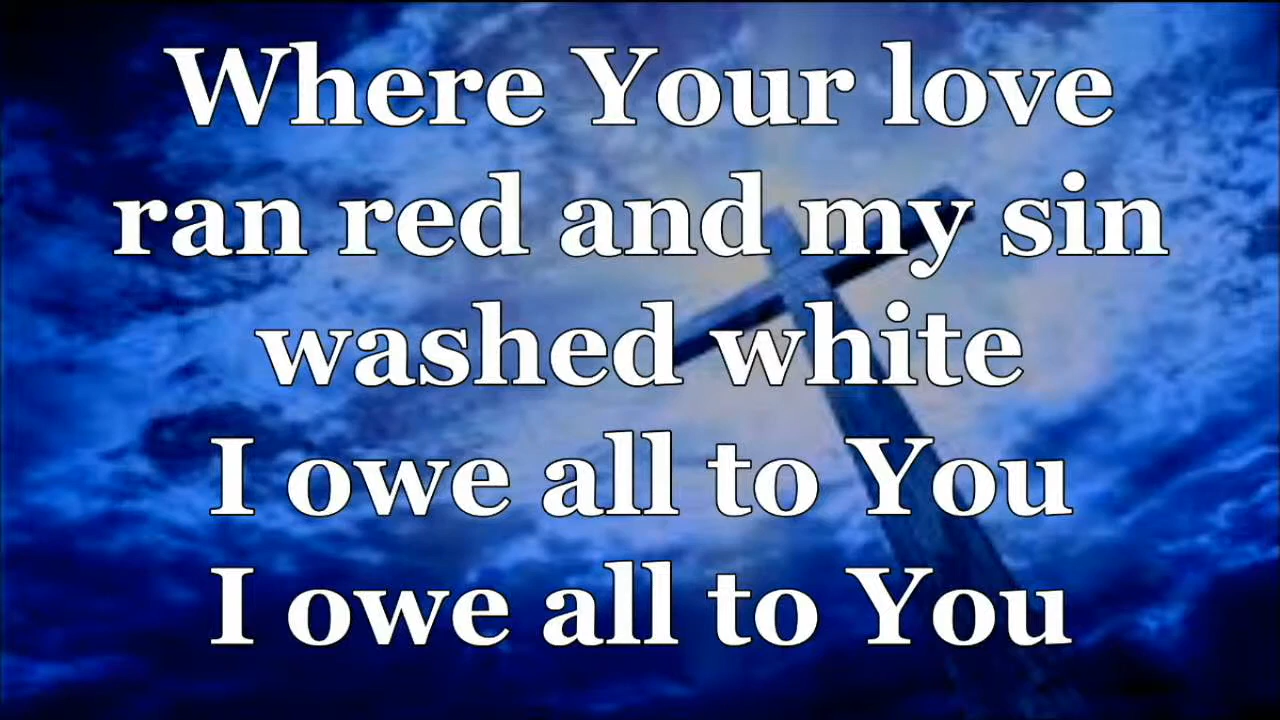 Where Your love
ran red and my sin
washed white
I owe all to You
I owe all to You